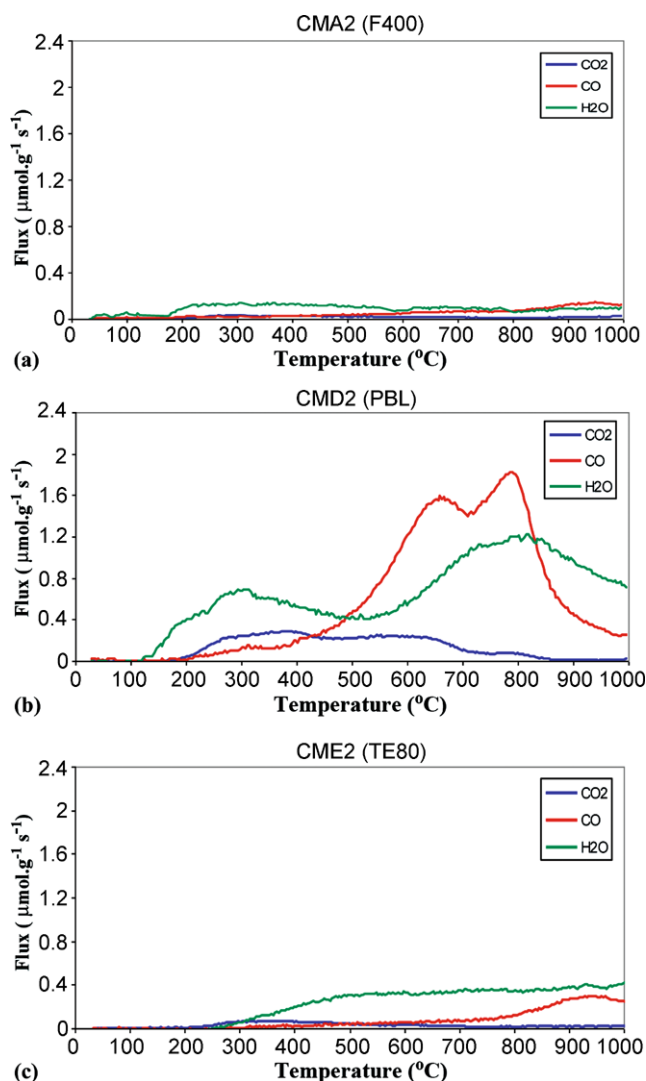 CMA2 (F400)
2.4
2
1.6
1.2
0.8
0.4
0
Flux ( μmol.g⁻¹ s⁻¹)
CO2
CO
H2O
0 100 200 300 400 500 600 700 800 900 1000
(a) Temperature (°C)
CMD2 (PBL)
2.4
2
1.6
1.2
0.8
0.4
0
Flux ( μmol.g⁻¹ s⁻¹)
CO2
CO
H2O
0 100 200 300 400 500 600 700 800 900 1000
(b) Temperature (°C)
CME2 (TE80)
2.4
2
1.6
1.2
0.8
0.4
0
Flux ( μmol.g⁻¹ s⁻¹)
CO2
CO
H2O
0 100 200 300 400 500 600 700 800 900 1000
(c) Temperature (°C)